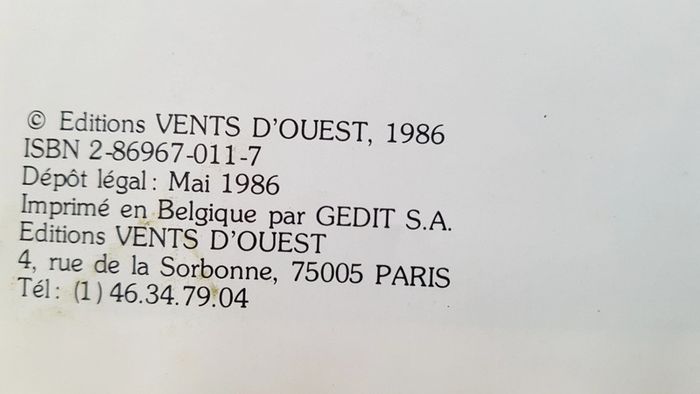 © Editions VENTS D'OUEST, 1986
ISBN 2-86967-011-7
Dépôt légal : Mai 1986
Imprimé en Belgique par GEDIT S.A.
Editions VENTS D'OUEST
4, rue de la Sorbonne, 75005 PARIS
Tél : (1) 46.34.79.04